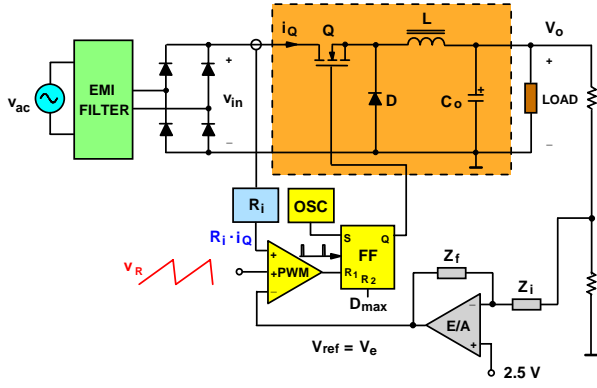 i_Q Q L V_o
v_ac
EMI
FILTER
+
v_in
−
D
C_o
+
+
LOAD
−
R_i
OSC
R_i · i_Q
S Q
FF
R_1
R_2
v_R
+
+
−
PWM
D_max
Z_f
Z_i
−
E/A
+
V_ref = V_e
2.5 V